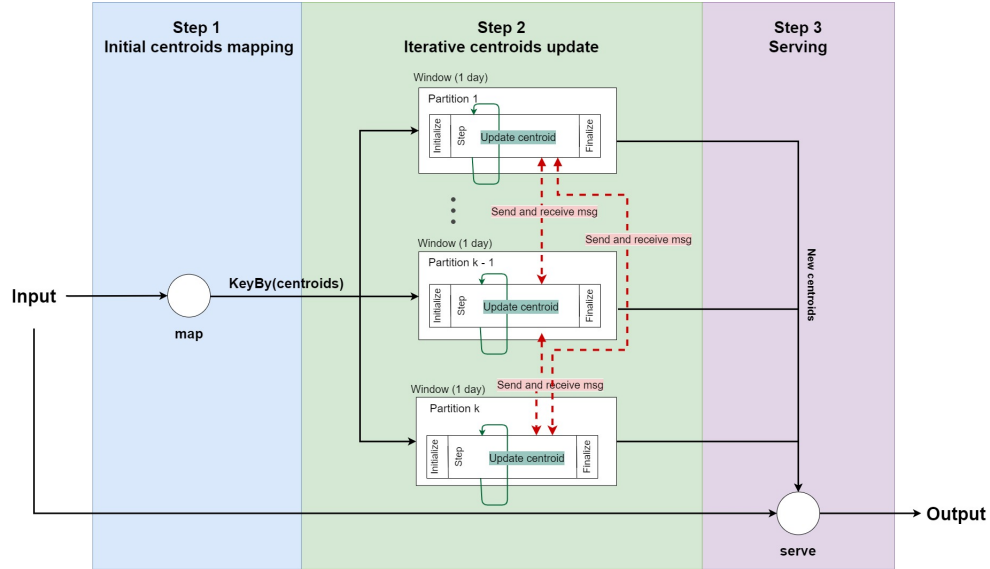 Step 1
Initial centroids mapping
Step 2
Iterative centroids update
Step 3
Serving
Window (1 day)
Partition 1
Initialize
Step
Update centroid
Finalize
Send and receive msg
Send and receive msg
Window (1 day)
Partition k - 1
Initialize
Step
Update centroid
Finalize
Input
map
KeyBy(centroids)
New centroids
Send and receive msg
Window (1 day)
Partition k
Initialize
Step
Update centroid
Finalize
serve
Output